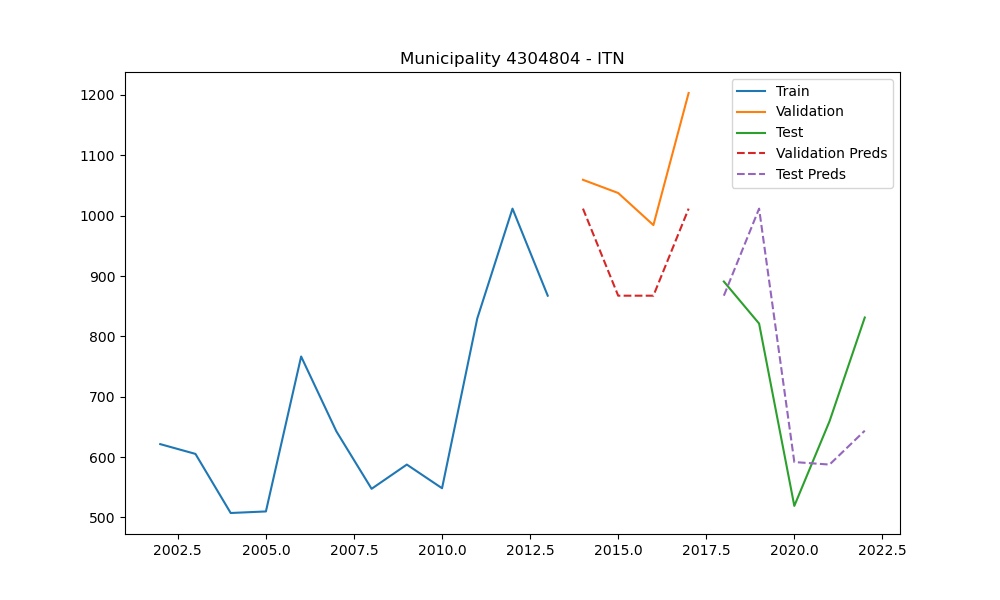 Municipality 4304804 - ITN
1200
1100
1000
900
800
700
600
500
Train
Validation
Test
Validation Preds
Test Preds
2002.5 2005.0 2007.5 2010.0 2012.5 2015.0 2017.5 2020.0 2022.5